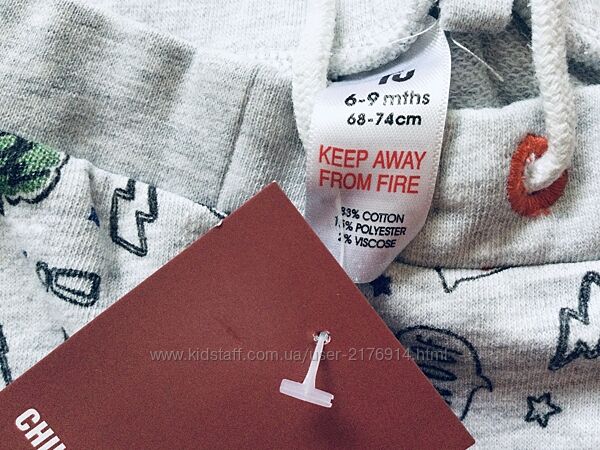 6-9 mths
68-74cm
KEEP AWAY
FROM FIRE
COTTON
POLYESTER
VISCOSE
www.kidstaff.com.ua/user-2176914.html
CHI